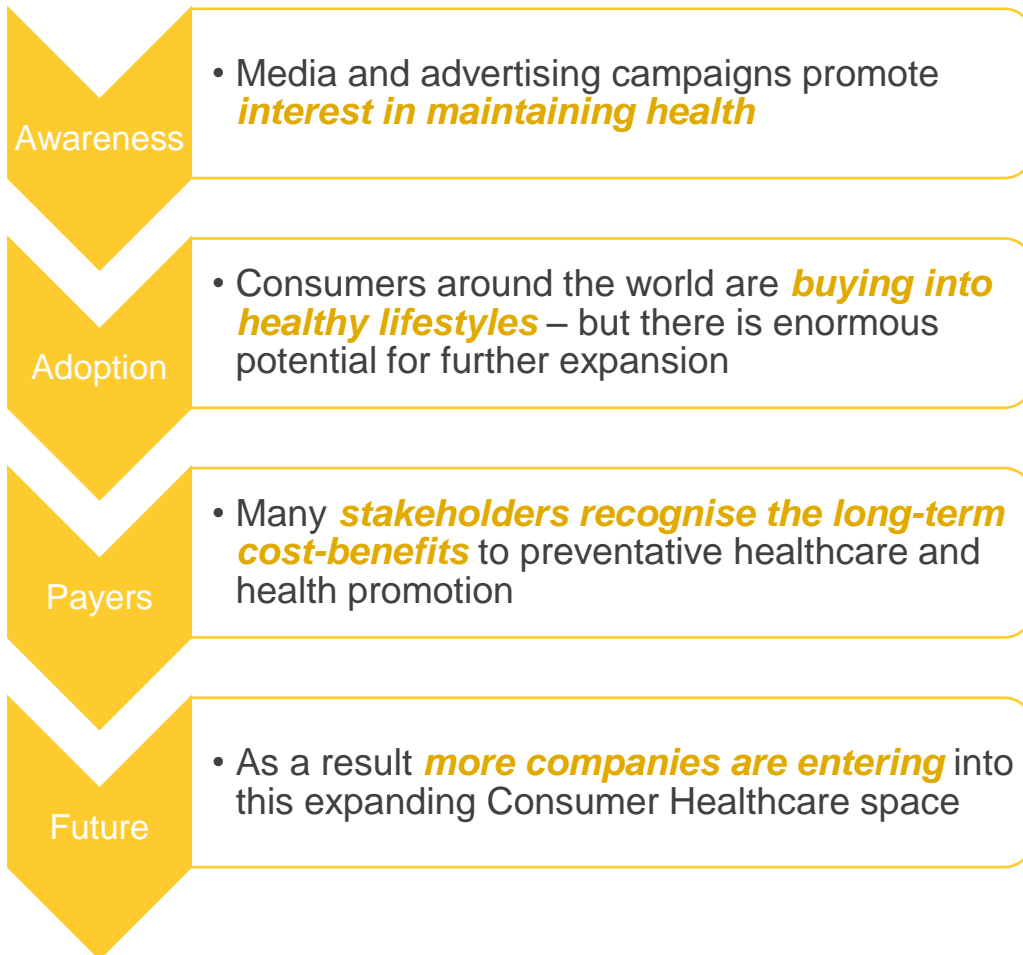 Awareness
• Media and advertising campaigns promote
interest in maintaining health
Adoption
• Consumers around the world are buying into
healthy lifestyles – but there is enormous
potential for further expansion
Payers
• Many stakeholders recognise the long-term
cost-benefits to preventative healthcare and
health promotion
Future
• As a result more companies are entering into
this expanding Consumer Healthcare space